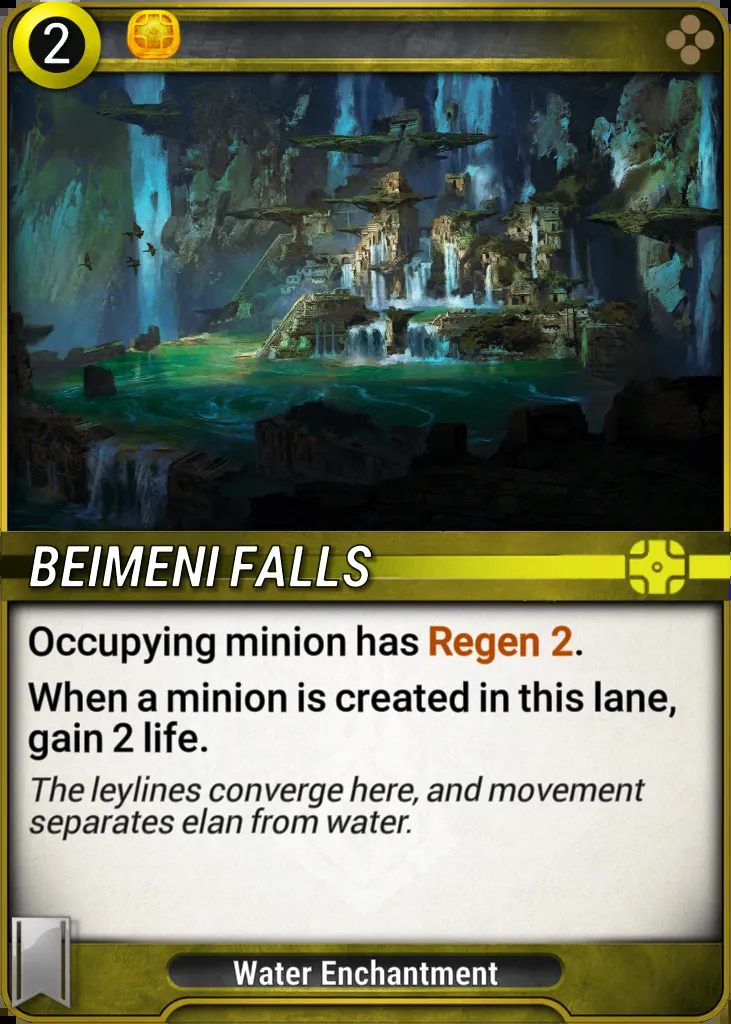 2
BEIMENI FALLS
Occupying minion has Regen 2.
When a minion is created in this lane,
gain 2 life.
The leylines converge here, and movement
separates elan from water.
Water Enchantment